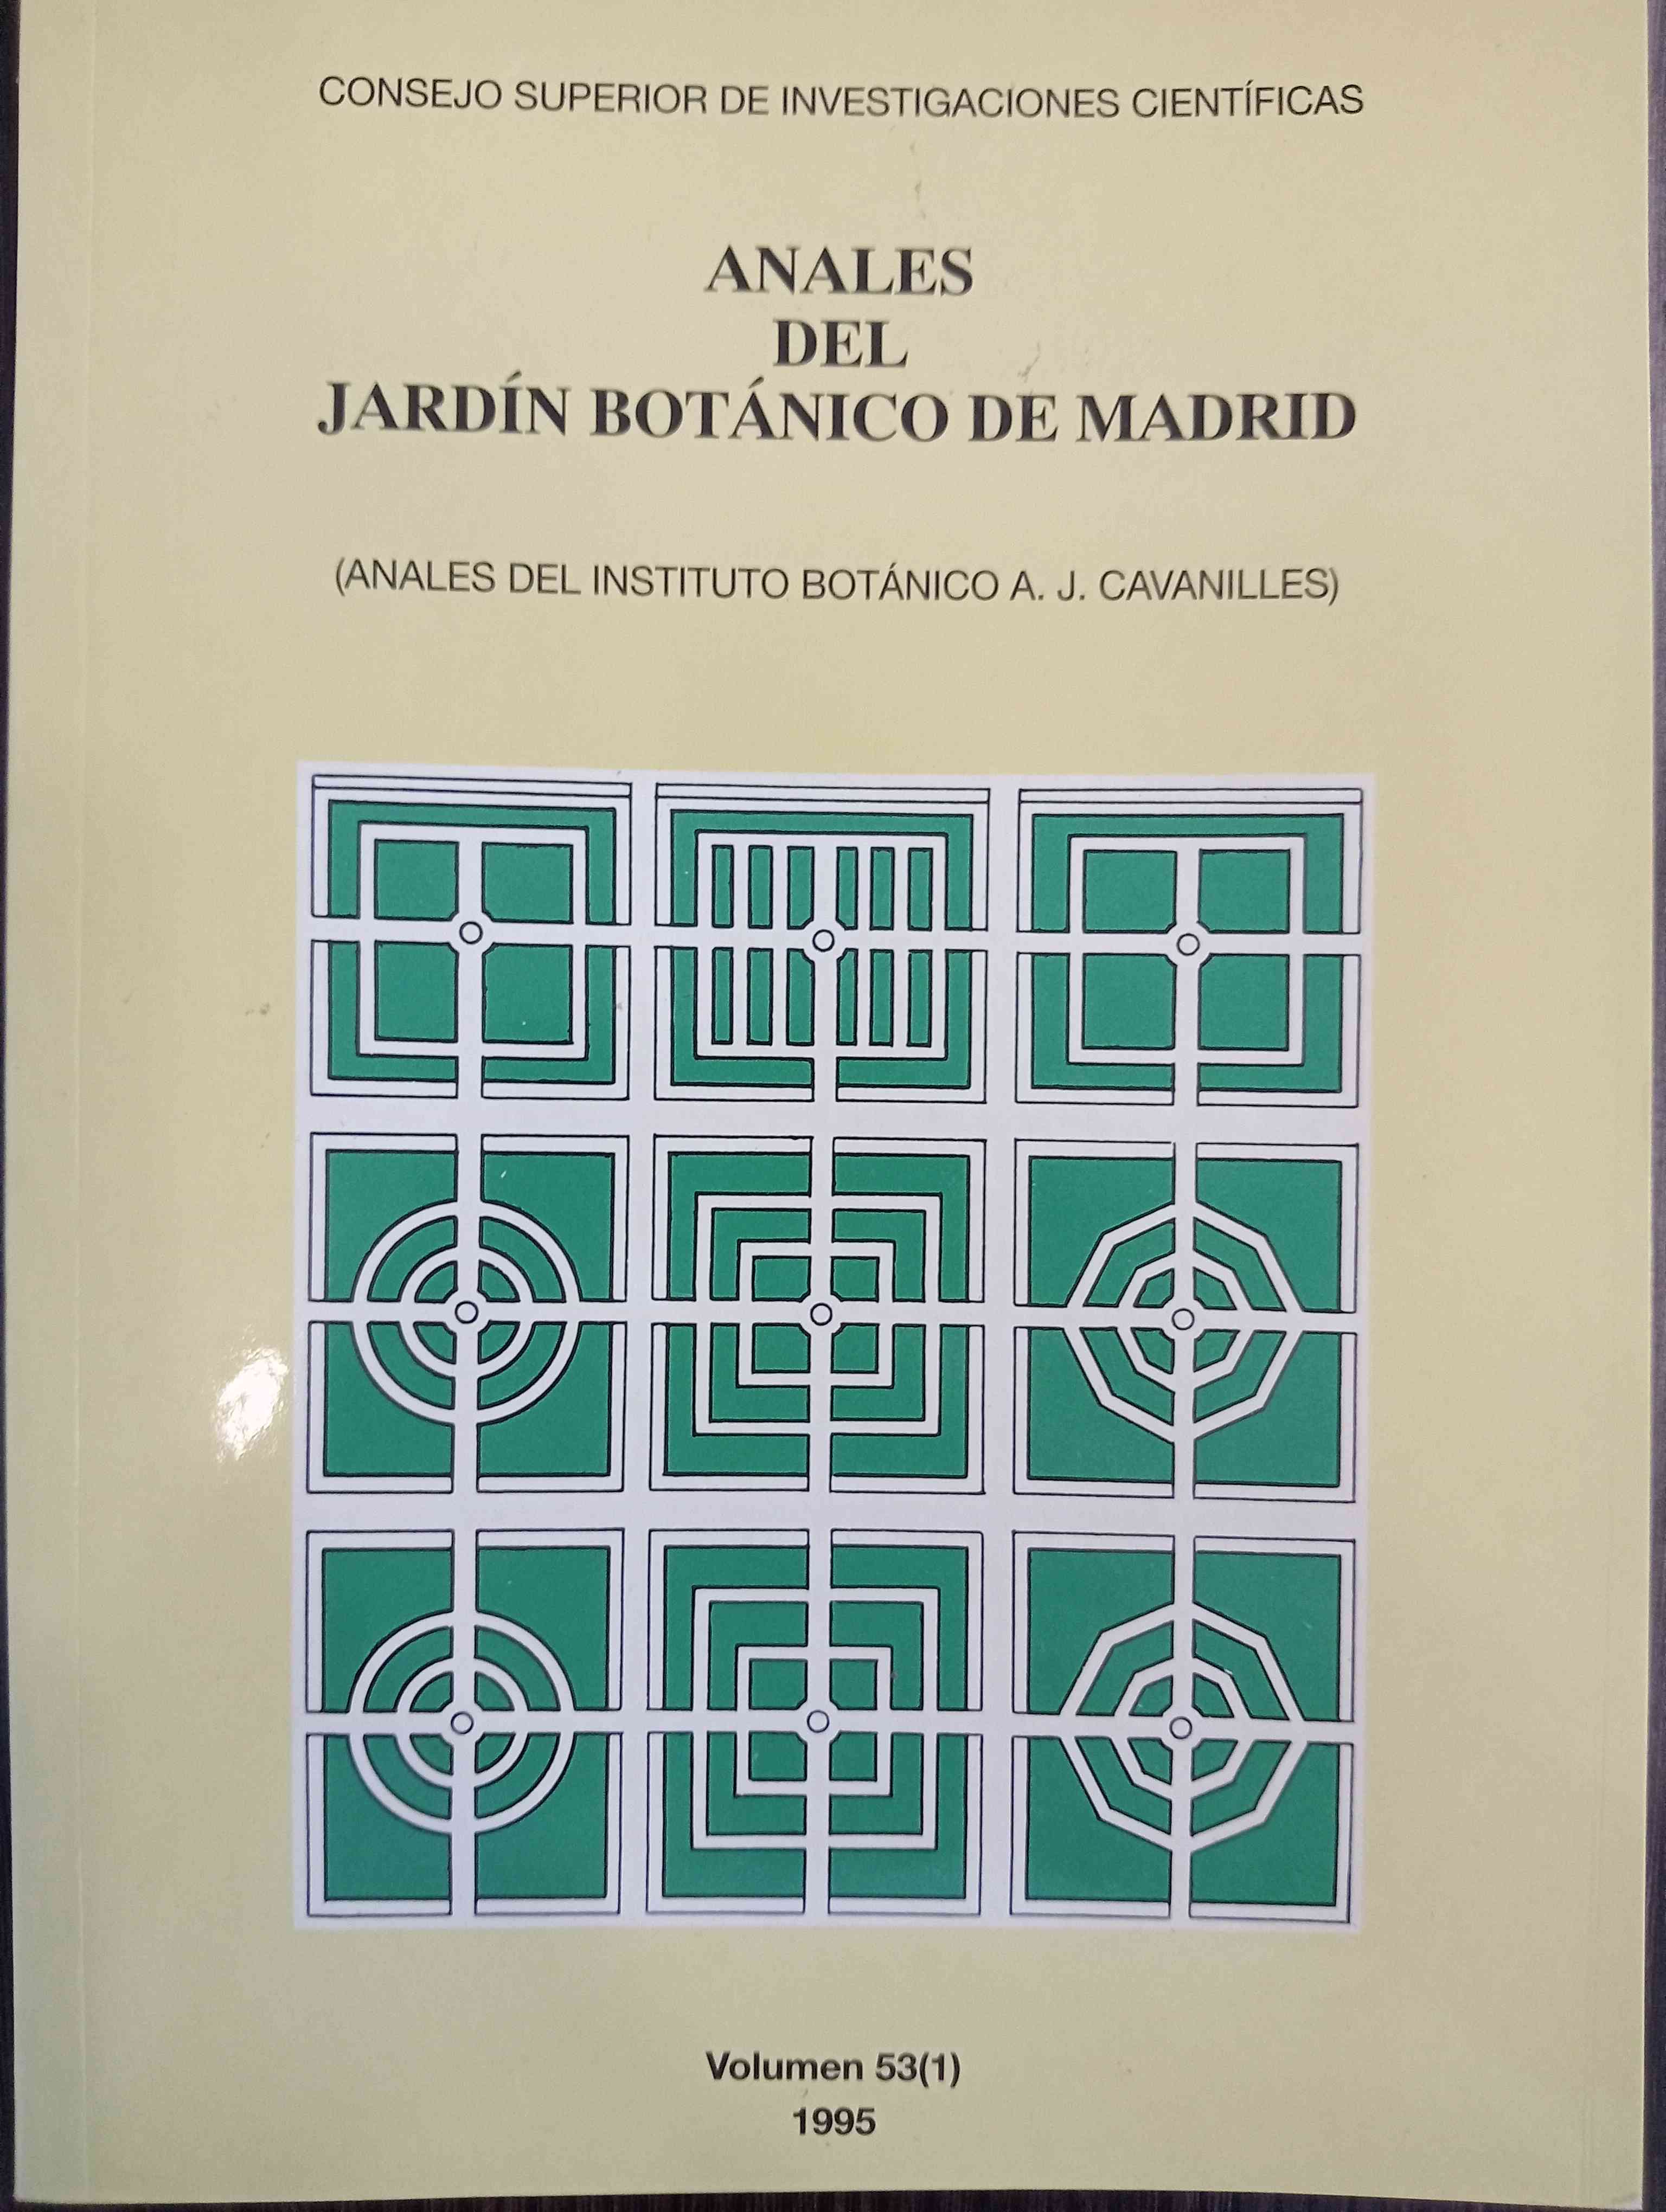 CONSEJO SUPERIOR DE INVESTIGACIONES CIENTÍFICAS
ANALES
DEL
JARDÍN BOTÁNICO DE MADRID
(ANALES DEL INSTITUTO BOTÁNICO A. J. CAVANILLES)
Volumen 53(1)
1995